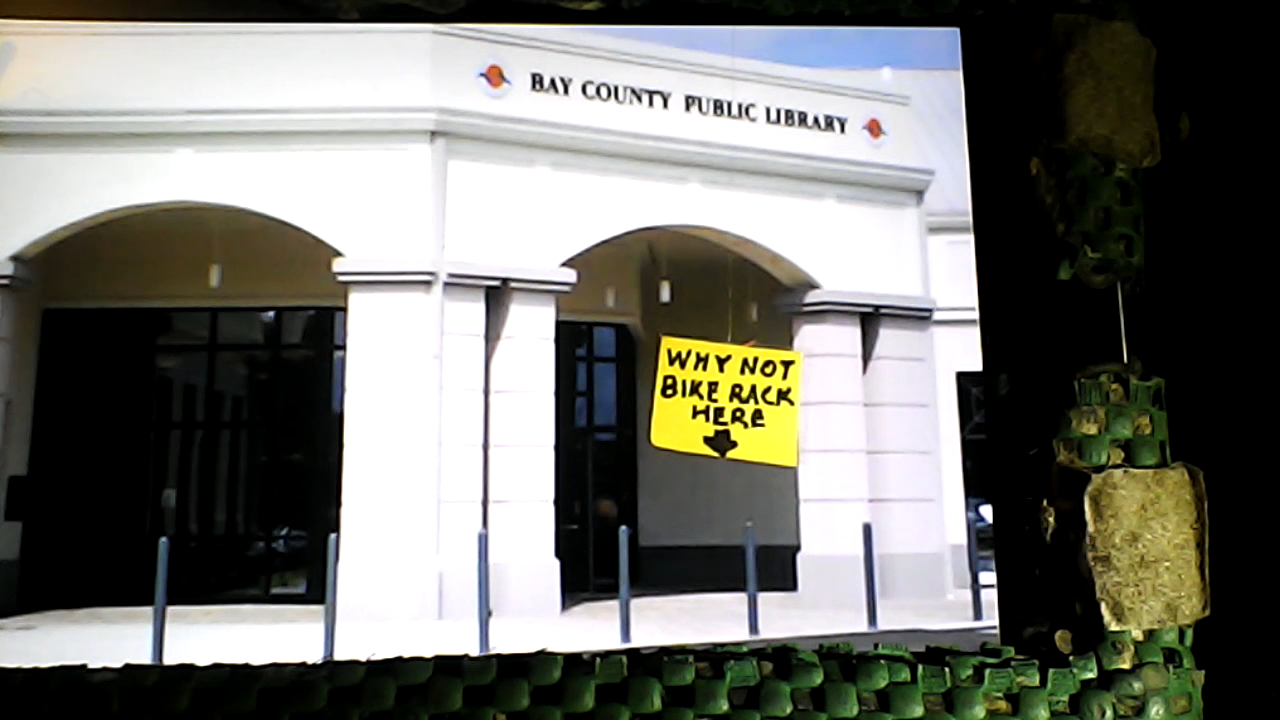 BAY COUNTY PUBLIC LIBRARY
WHY NOT
BIKE RACK
HERE